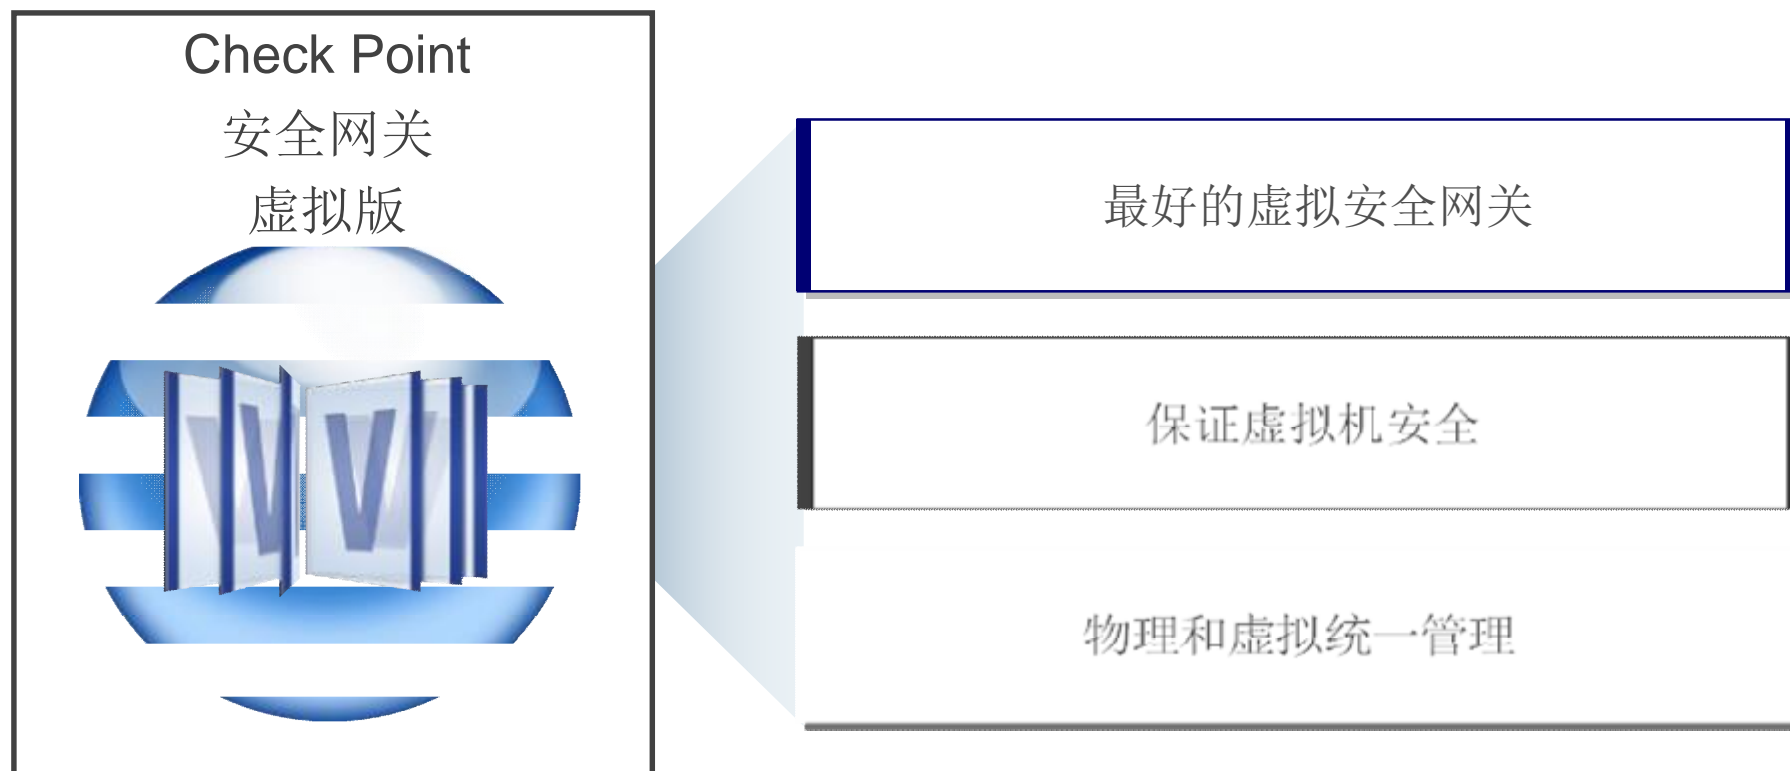 Check Point
安全网关
虚拟版
最好的虚拟安全网关
保证虚拟机安全
物理和虚拟统一管理
V
V